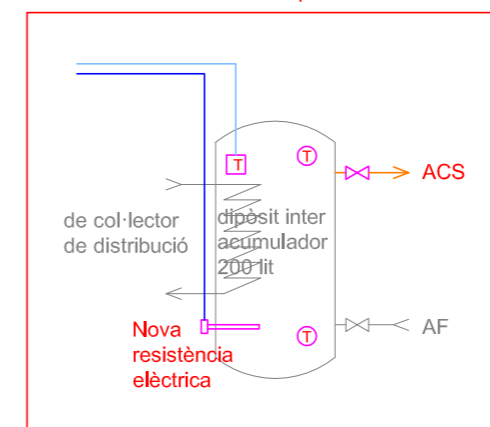 T
T
ACS
de col·lector
de distribució
dipòsit inter
acumulador
200 lit
Nova
resistència
elèctrica
T
AF